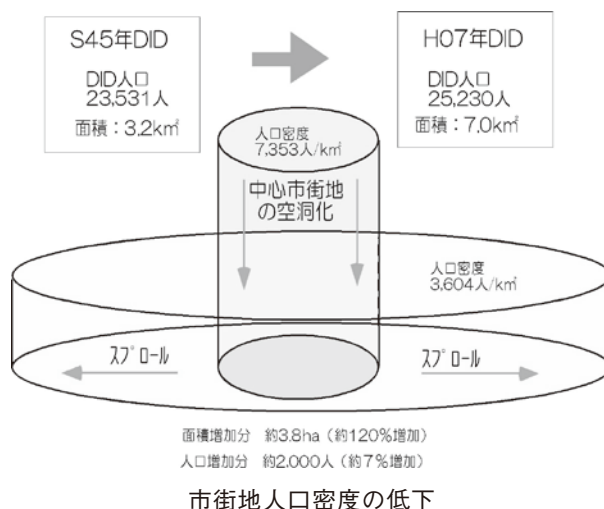 S45年DID
DID人口
23,531人
面積：3.2k㎡
H07年DID
DID人口
25,230人
面積：7.0k㎡
人口密度
7,353人/k㎡
中心市街地
の空洞化
人口密度
3,604人/k㎡
スプロール
スプロール
面積増加分　約3.8ha（約120%増加）
人口増加分　約2.000人（約7%増加）
市街地人口密度の低下